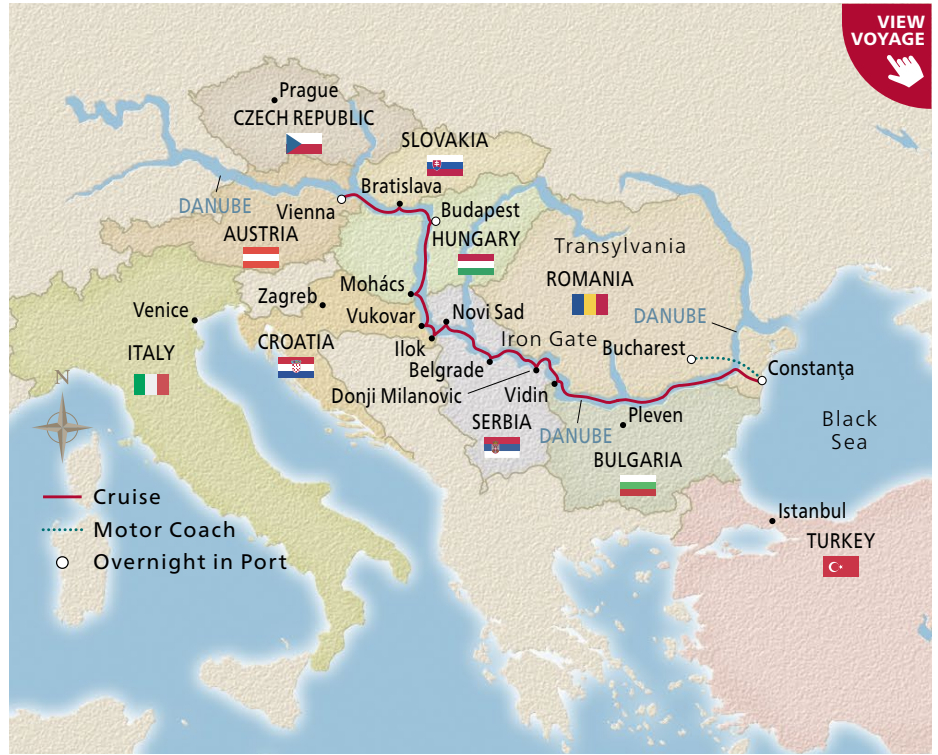 VIEW
VOYAGE
Prague
CZECH REPUBLIC
SLOVAKIA
Bratislava
DANUBE
Vienna
Budapest
AUSTRIA
HUNGARY
Transylvania
ROMANIA
Mohács
Zagreb
Novi Sad
Venice
Vukovar
DANUBE
Iron Gate
CROATIA
Bucharest
ITALY
Ilok
Constanţa
Belgrade
N
Donji Milanovic
Vidin
Pleven
Black
Sea
SERBIA
DANUBE
BULGARIA
Cruise
Istanbul
Motor Coach
TURKEY
Overnight in Port